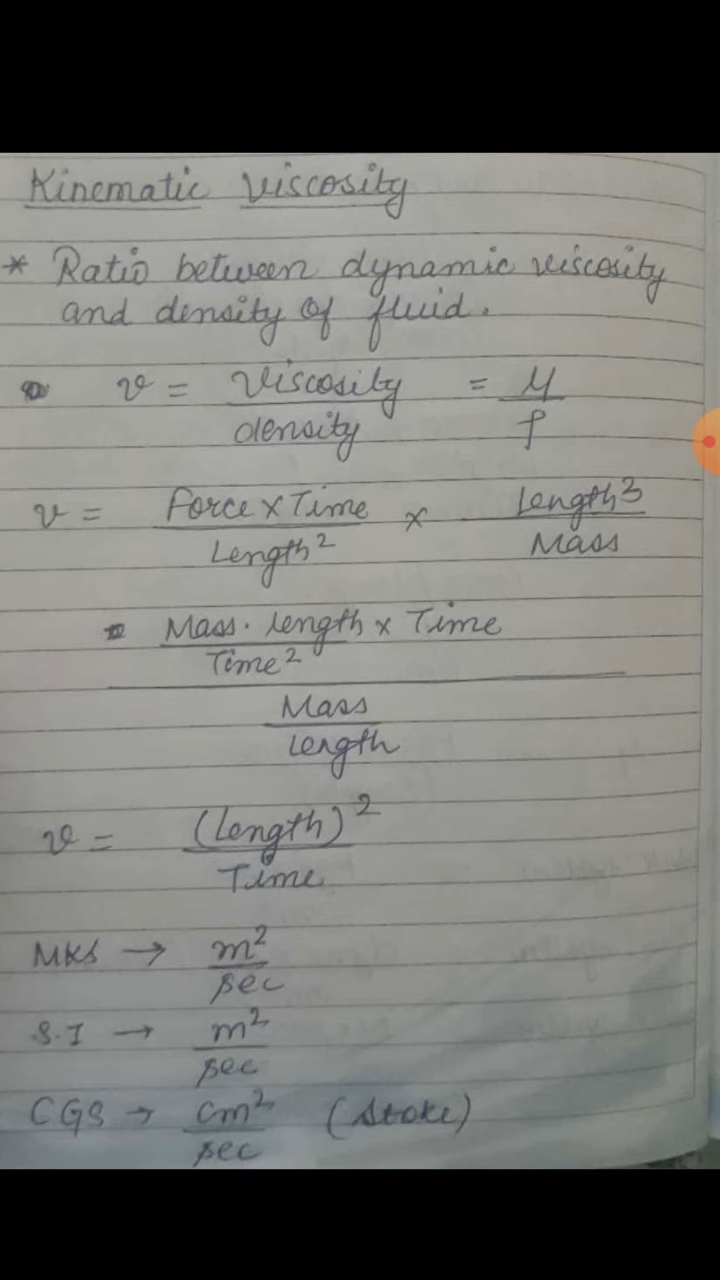 Kinematic Viscosity
* Ratio between dynamic viscosity
and density of fluid.
v = Viscosity / density = μ / ρ
v = Force x Time / Length² x Length³ / Mass
= Mass. length x Time
Time²
Mass
Length
v = (Length)² / Time
MKS → m² / sec
S.I → m² / sec
CGS → cm² / sec (stoke)